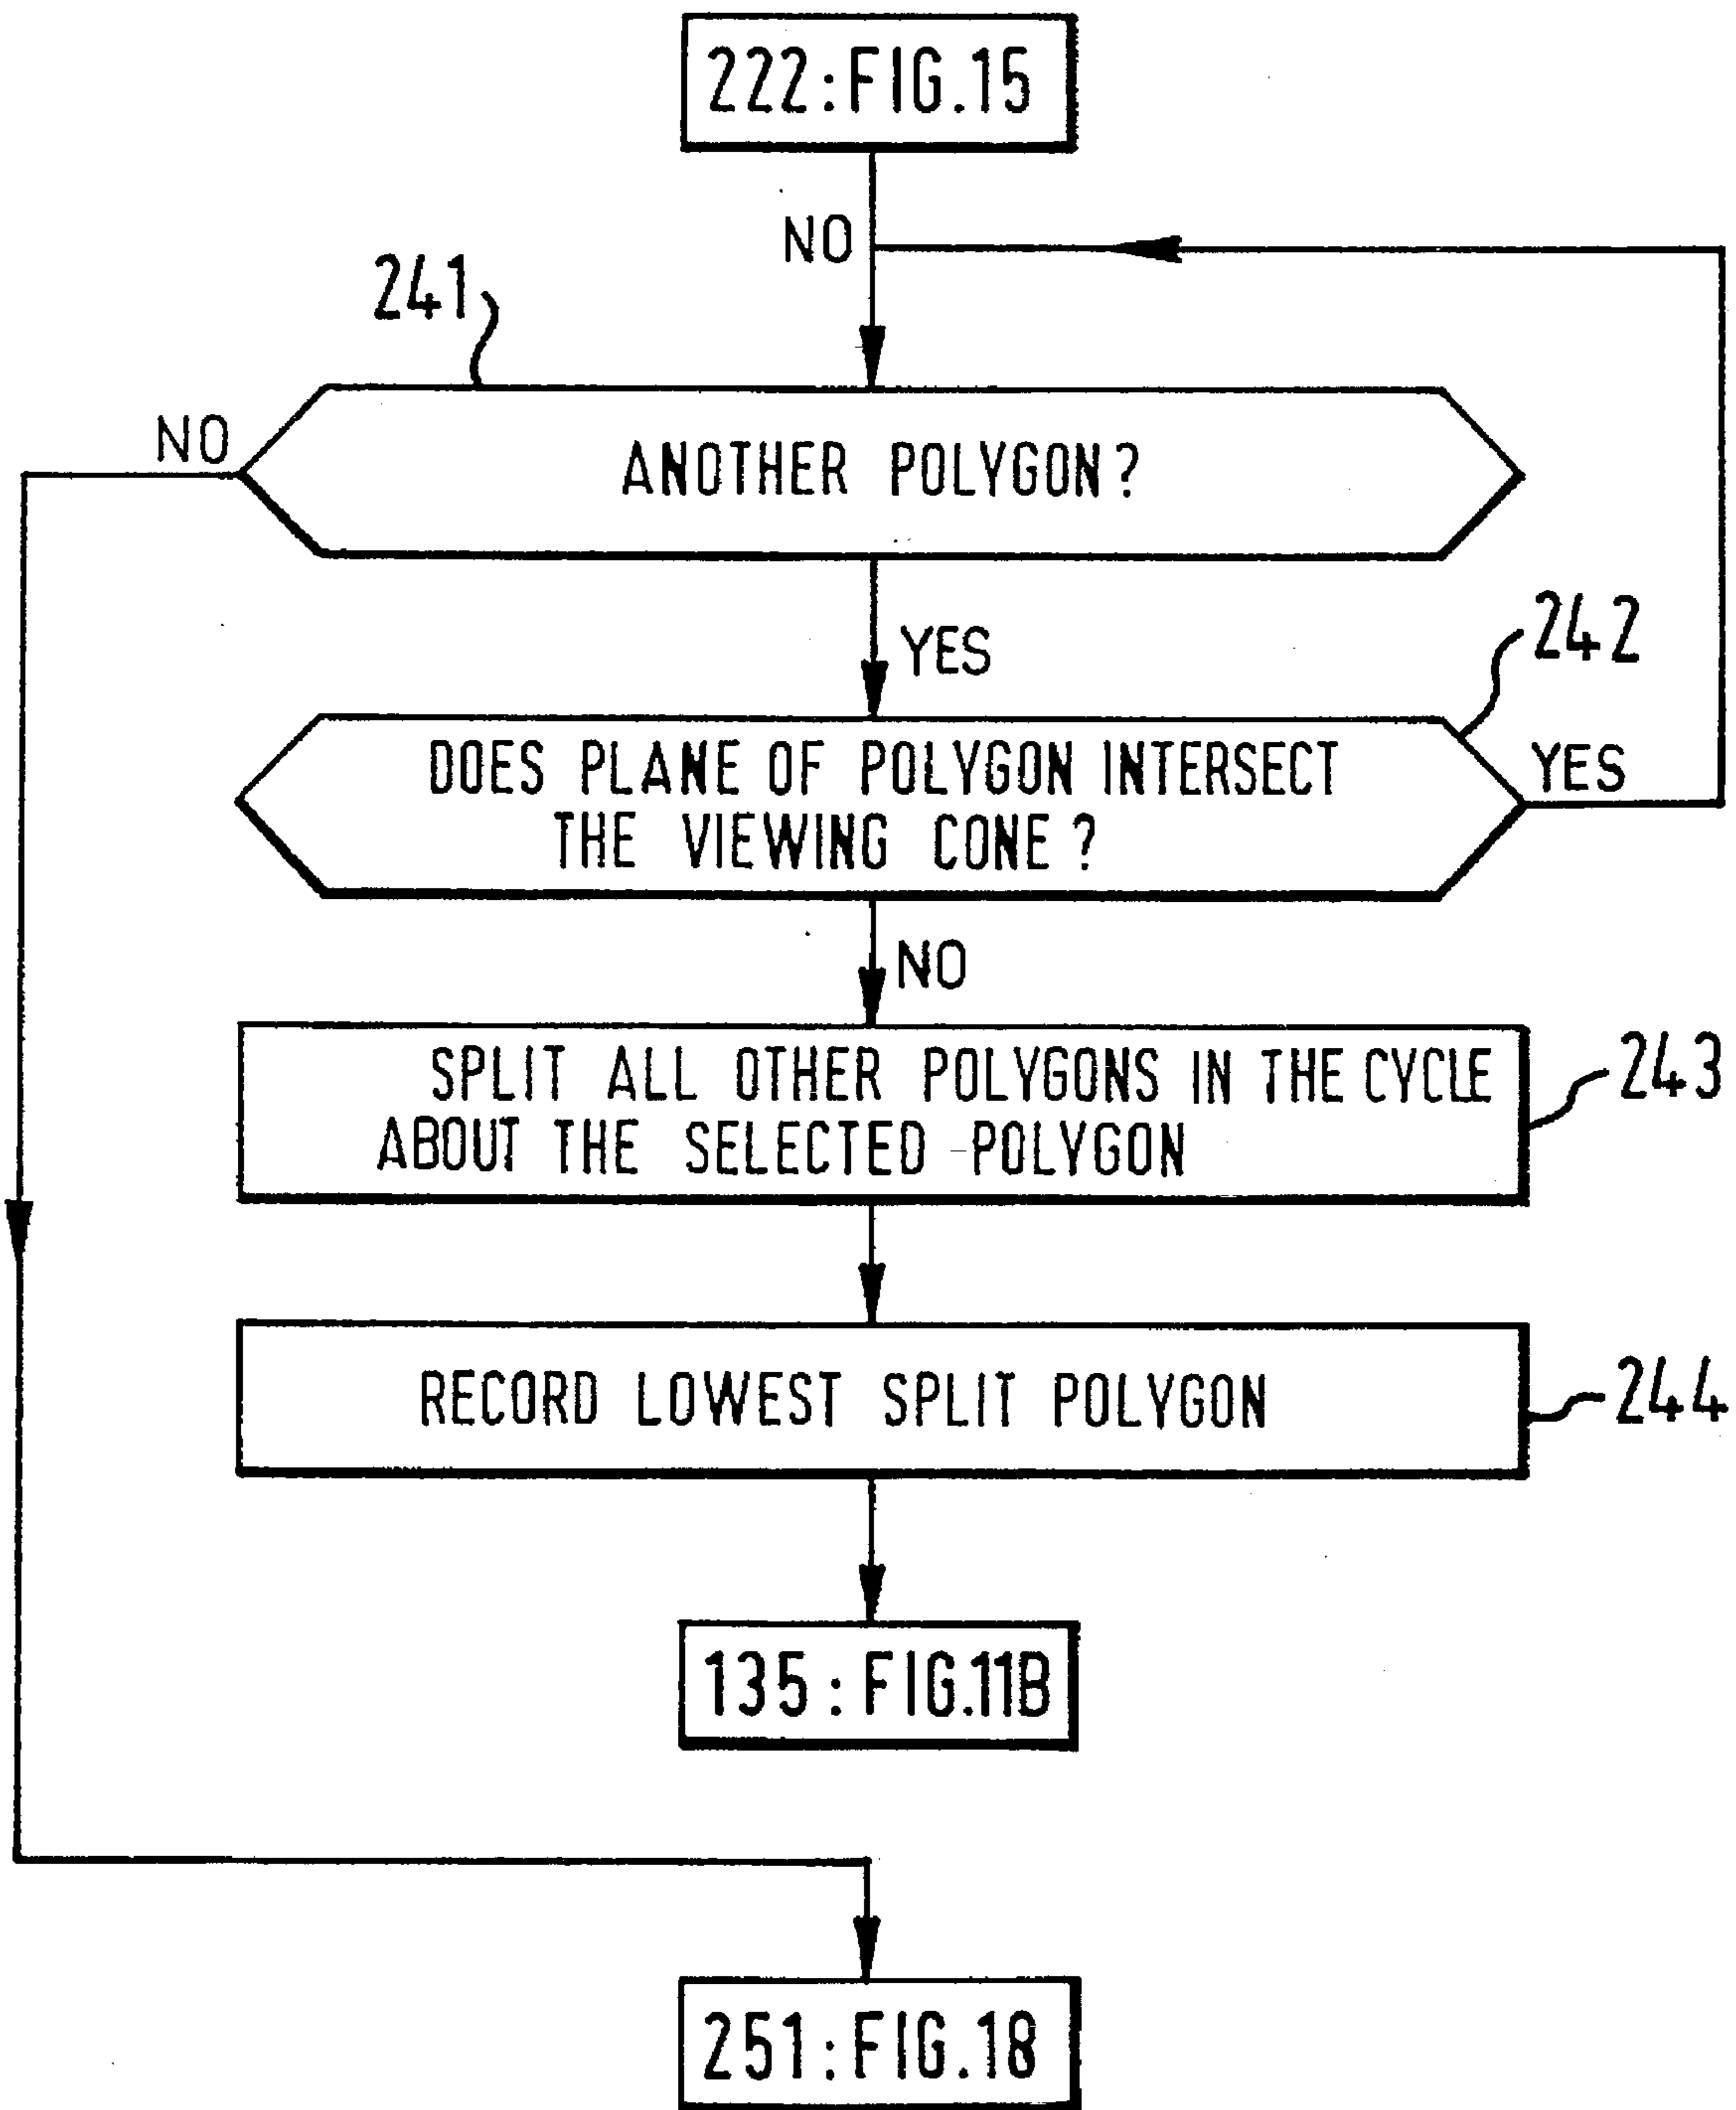 222:FIG.15
NO
241
NO
ANOTHER POLYGON?
YES
242
DOES PLANE OF POLYGON INTERSECT
THE VIEWING CONE?
YES
NO
SPLIT ALL OTHER POLYGONS IN THE CYCLE
ABOUT THE SELECTED POLYGON
243
RECORD LOWEST SPLIT POLYGON
244
135:FIG.11B
251:FIG.18